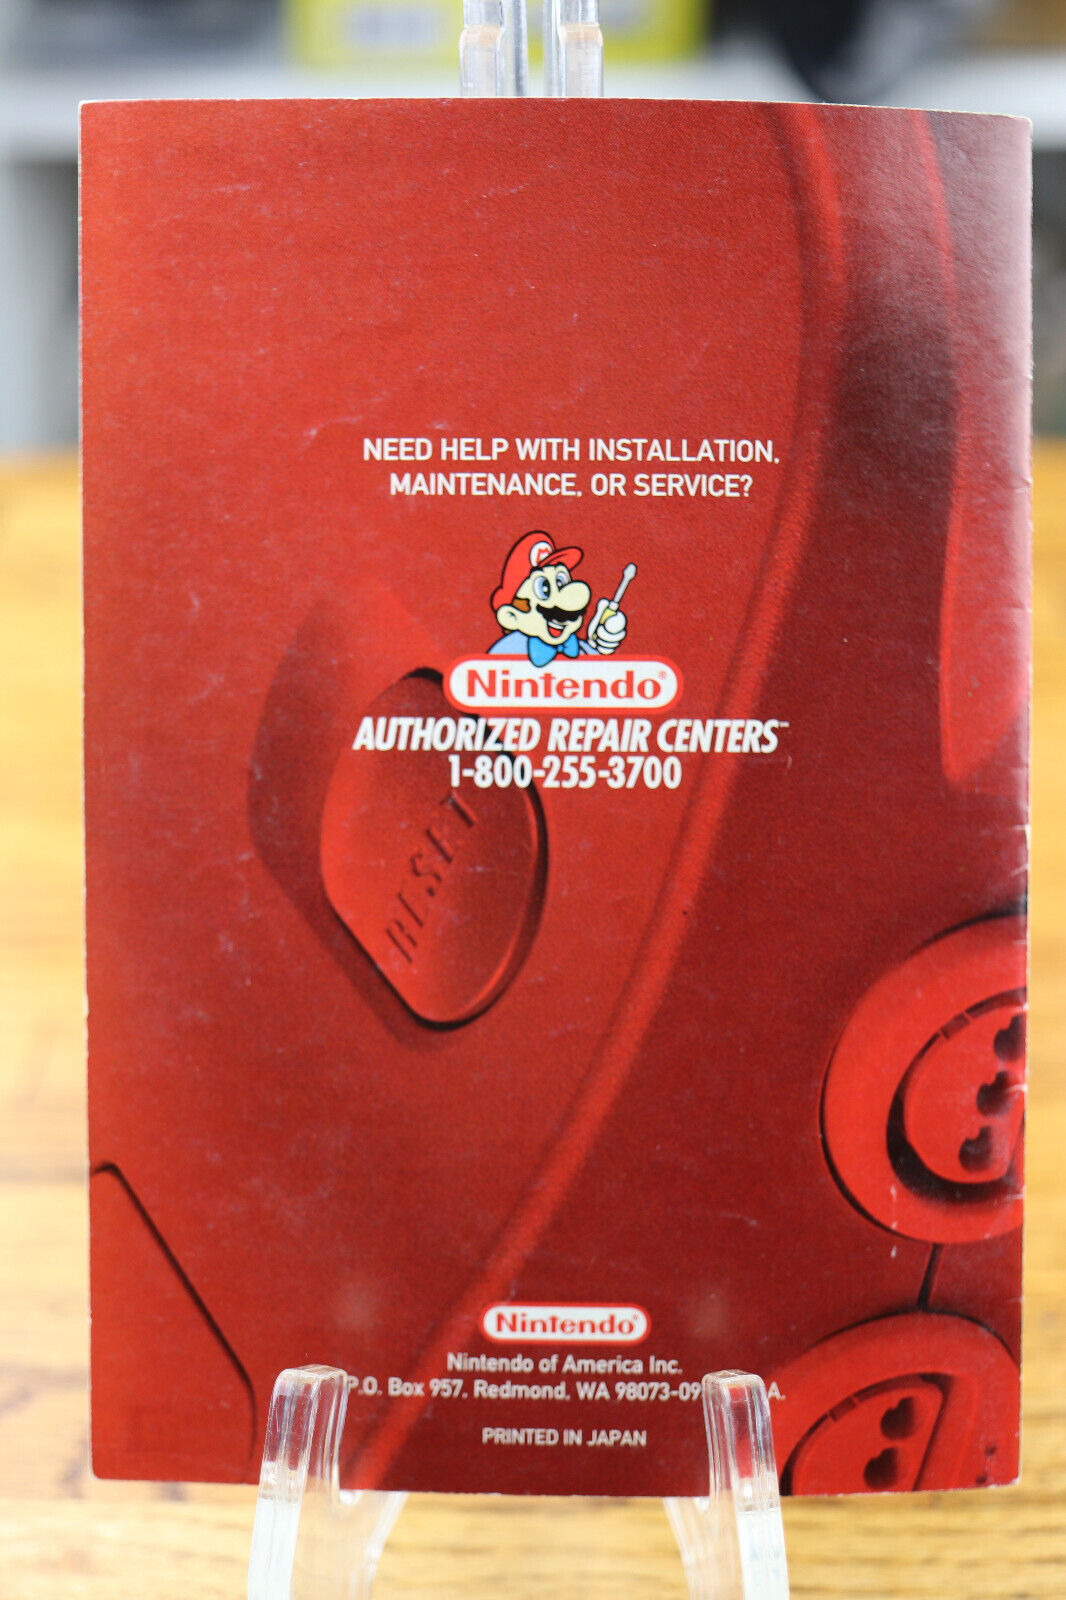 NEED HELP WITH INSTALLATION,
MAINTENANCE, OR SERVICE?
M
Nintendo®
AUTHORIZED REPAIR CENTERS™
1-800-255-3700
RESET
Nintendo®
Nintendo of America Inc.
P.O. Box 957, Redmond, WA
PRINTED IN JAPAN